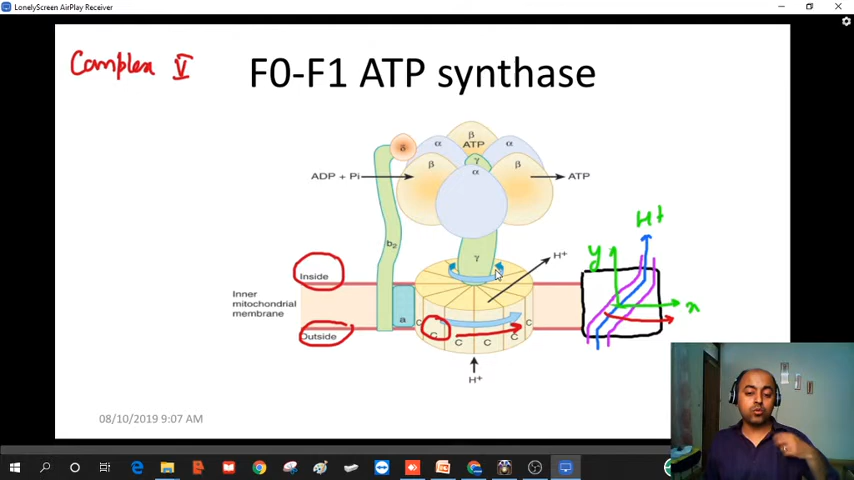 LonelyScreen AirPlay Receiver
Complex V
F0-F1 ATP synthase
β
ATP
δ
α
α
γ
β
α
β
ADP + Pi
ATP
H+
b2
γ
H+
y
Inside
Inner
mitochondrial
membrane
x
Outside
a
C
C
C
C
C
C
H+
08/10/2019 9:07 AM